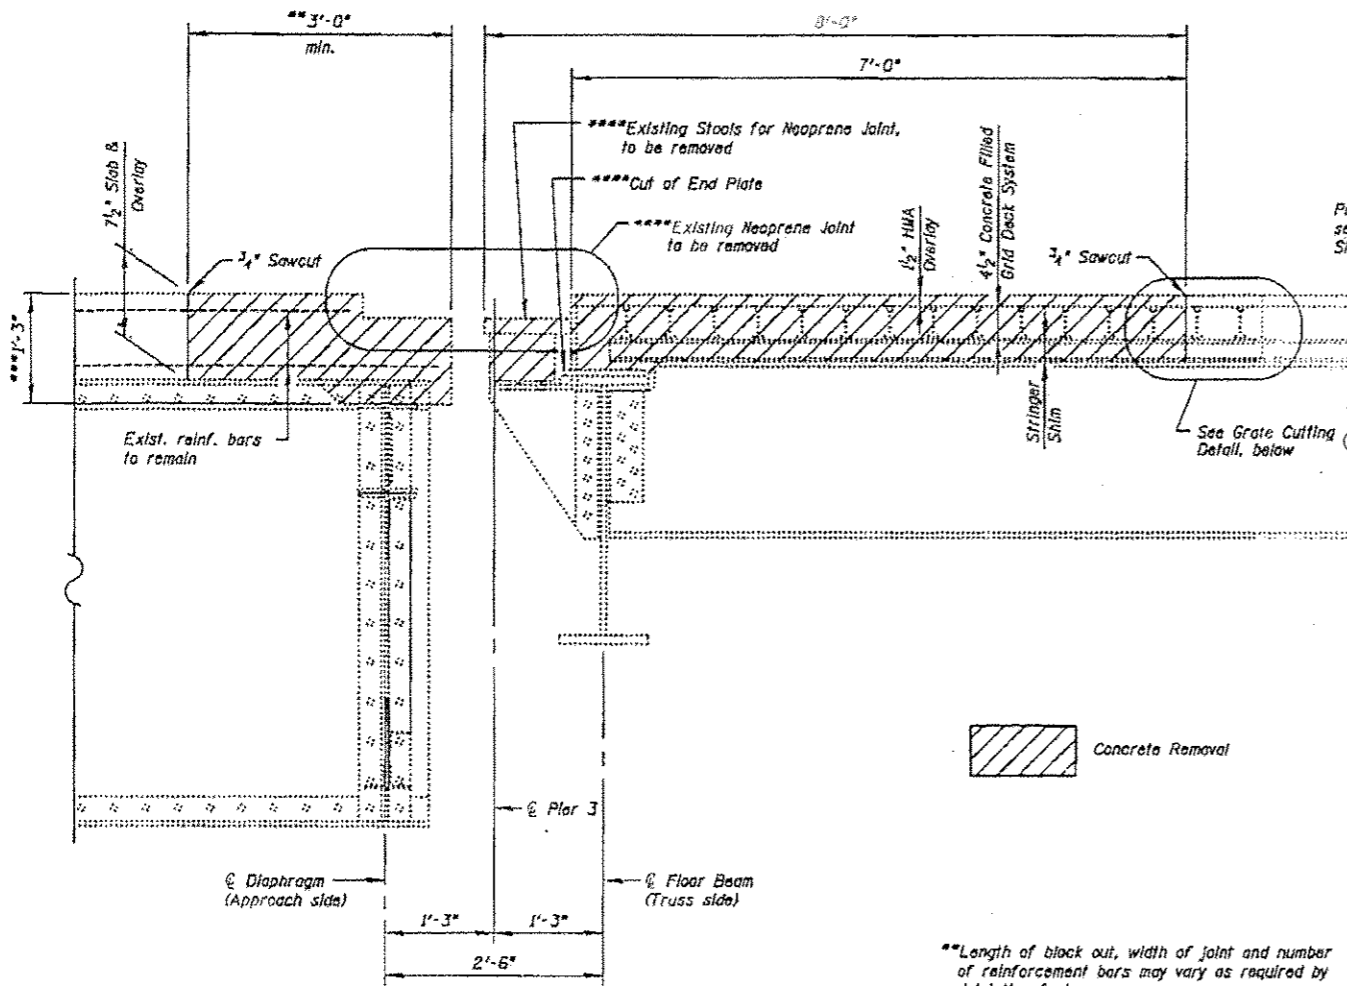 **3'-0"
min.
8'-0"
7'-0"
****Existing Stools for Neoprene Joint,
to be removed
****Cut of End Plate
****Existing Neoprene Joint
to be removed
7½" Slab &
Overlay
¾" Sawcut
1½" HMA
Overlay
4½" Concrete Filled
Grid Deck System
¾" Sawcut
***1'-3"
Exist. reinf. bars
to remain
Stringer
Shim
See Grate Cutting
Detail, below
Concrete Removal
℄ Pier 3
℄ Diaphragm
(Approach side)
℄ Floor Beam
(Truss side)
1'-3"
1'-3"
2'-6"
**Length of block out, width of joint and number
of reinforcement bars may vary as required by